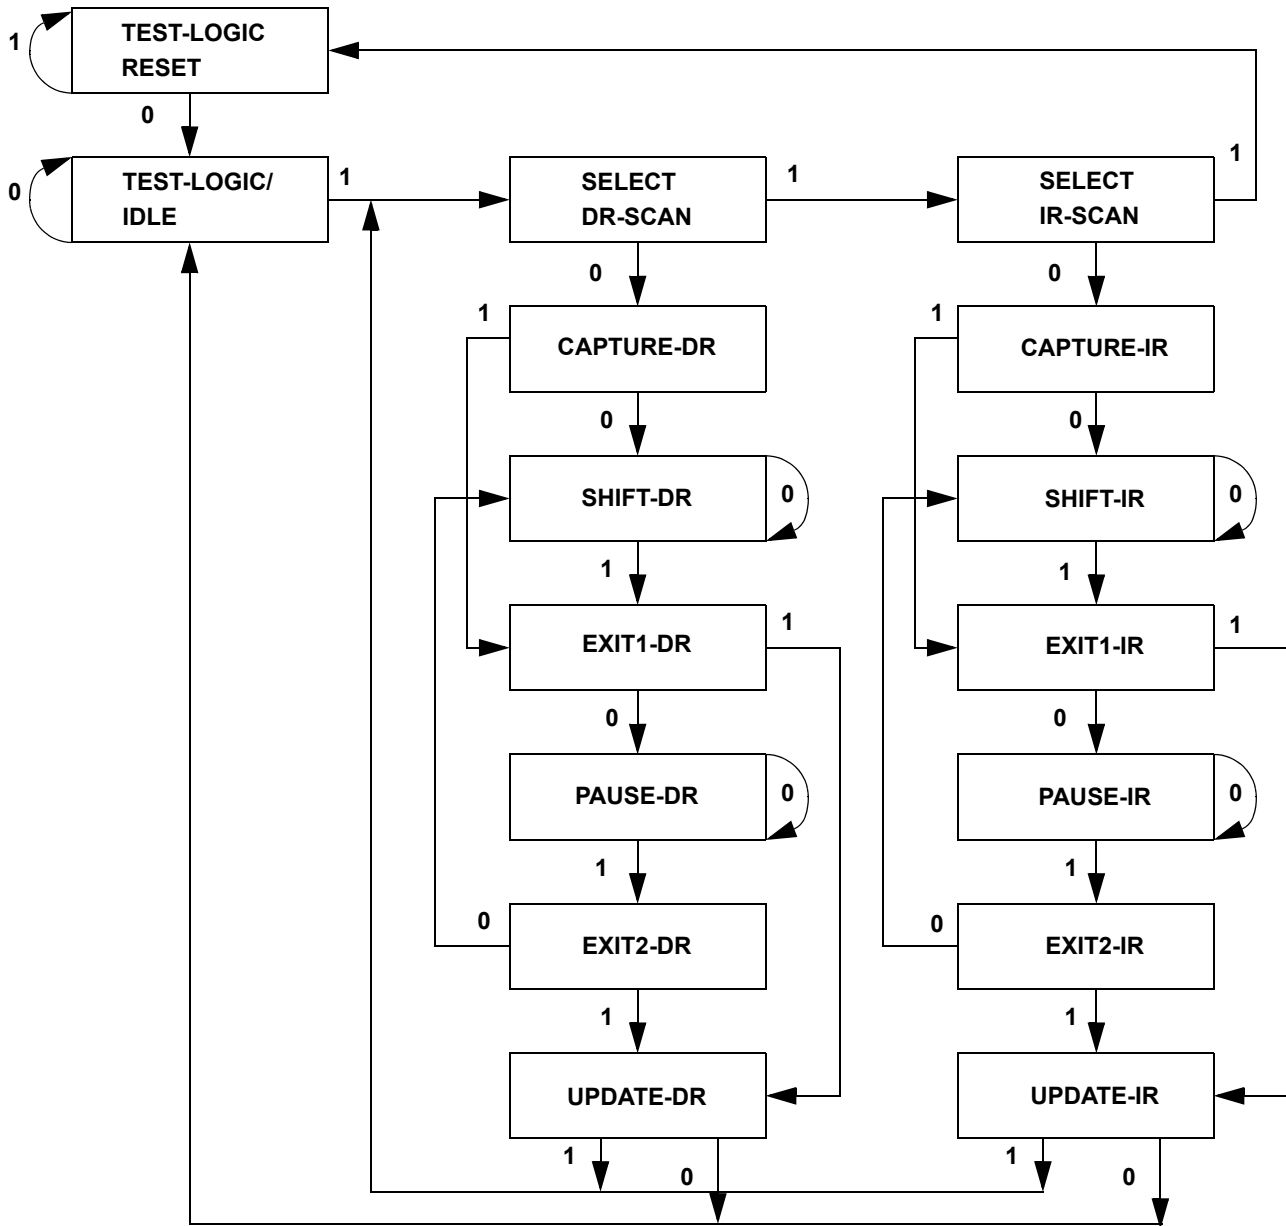 1
TEST-LOGIC
RESET
0
0
TEST-LOGIC/
IDLE
1
SELECT
DR-SCAN
1
SELECT
IR-SCAN
1
0
0
1
CAPTURE-DR
1
CAPTURE-IR
0
0
SHIFT-DR
0
SHIFT-IR
0
1
1
EXIT1-DR
1
EXIT1-IR
1
0
0
PAUSE-DR
0
PAUSE-IR
0
1
1
0
EXIT2-DR
0
EXIT2-IR
1
1
UPDATE-DR
UPDATE-IR
1
0
1
0